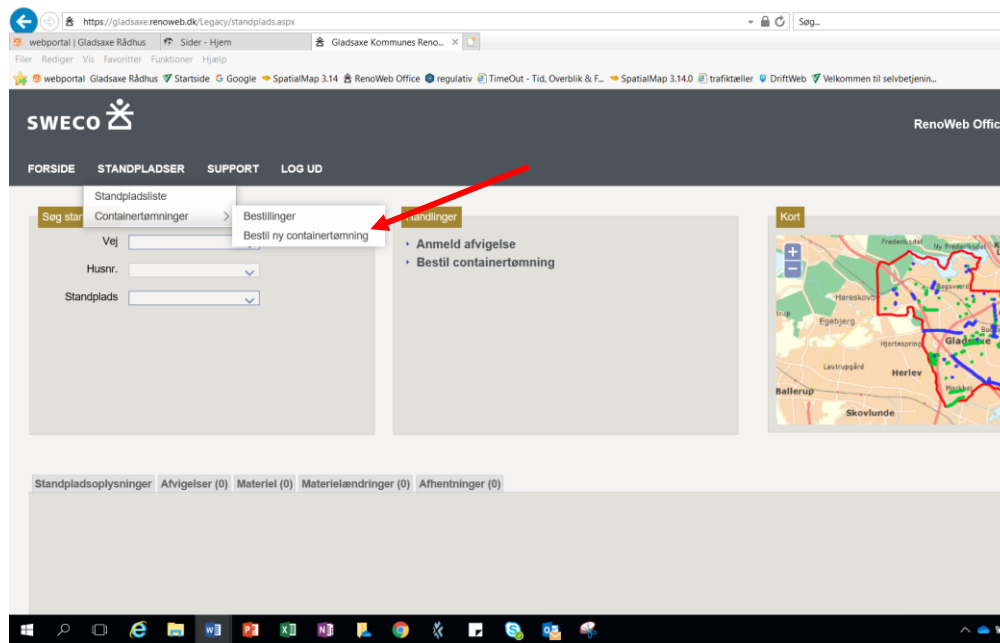 https://gladsaxe.renoweb.dk/Legacy/standplads.aspx
Søg...
webportal | Gladsaxe Rådhus
Sider - Hjem
Gladsaxe Kommunes Reno...
Filer Rediger Vis Favoritter Funktioner Hjælp
webportal Gladsaxe Rådhus Startside Google SpatialMap 3.14 RenoWeb Office regulativ TimeOut - Tid, Overblik & F... SpatialMap 3.14.0 trafiktæller DriftWeb Velkommen til selvbetjenin...
SWECO
RenoWeb Offic
FORSIDE STANDPLADSER SUPPORT LOG UD
Standpladsliste
Containertømninger
Bestillinger
Bestil ny containertømning
Søg stan
Vej
Husnr.
Standplads
Handlinger
Anmeld afvigelse
Bestil containertømning
Kort
Frederiksdal
Ny Frederiksdal
Hareskovb
Bagsværd
Egebjerg
Hjortespring
Lautrupgård
Herlev
Ballerup
Skovlunde
Standpladsoplysninger Afvigelser (0) Materiel (0) Materielændringer (0) Afhentninger (0)